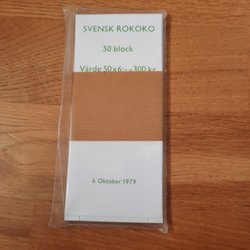 SVENSK ROKOKO
50 block
Värde 50x6:- =300 kr
6 Oktober 1979